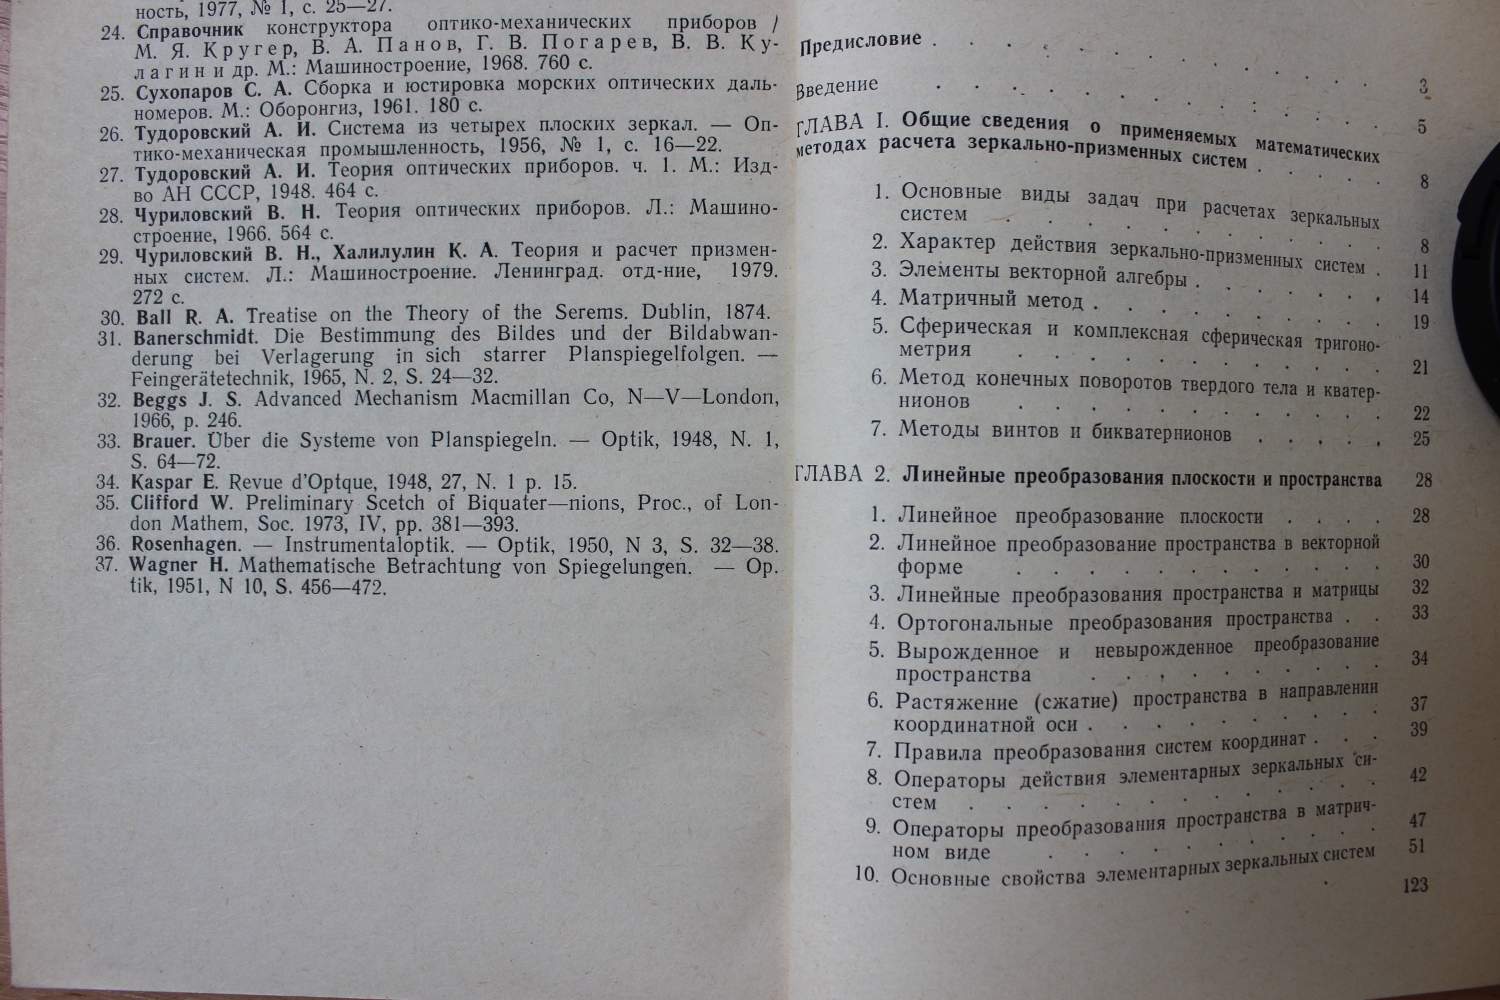 ность, 1977, № 1, с. 25—27.
24. Справочник конструктора оптико-механических приборов /
М. Я. Кругер, В. А. Панов, Г. В. Погарев, В. В. Ку-
лагин и др. М.: Машиностроение, 1968. 760 с.
25. Сухопаров С. А. Сборка и юстировка морских оптических даль-
номеров. М.: Оборонгиз, 1961. 180 с.
26. Тудоровский А. И. Система из четырех плоских зеркал. — Оп-
тико-механическая промышленность, 1956, № 1, с. 16—22.
27. Тудоровский А. И. Теория оптических приборов. ч. 1. М.: Изд-
во АН СССР, 1948. 464 с.
28. Чуриловский В. Н. Теория оптических приборов. Л.: Машино-
строение, 1966. 564 с.
29. Чуриловский В. Н., Халилулин К. А. Теория и расчет призмен-
ных систем. Л.: Машиностроение. Ленинград. отд-ние, 1979.
272 с.
30. Ball R. A. Treatise on the Theory of the Serems. Dublin, 1874.
31. Banerschmidt. Die Bestimmung des Bildes und der Bildabwan-
derung bei Verlagerung in sich starrer Planspiegelfolgen. —
Feingerätetechnik, 1965, N. 2, S. 24—32.
32. Beggs J. S. Advanced Mechanism Macmillan Co, N—V—London,
1966, p. 246.
33. Brauer. Über die Systeme von Planspiegeln. — Optik, 1948, N. 1,
S. 64—72.
34. Kaspar E. Revue d'Optque, 1948, 27, N. 1 p. 15.
35. Clifford W. Preliminary Scetch of Biquater—nions, Proc., of Lon-
don Mathem, Soc. 1973, IV, pp. 381—393.
36. Rosenhagen. — Instrumentaloptik. — Optik, 1950, N 3, S. 32—38.
37. Wagner H. Mathematische Betrachtung von Spiegelungen. — Op.
tik, 1951, N 10, S. 456—472.
Предисловие . . . . . . . . . . 3
Введение . . . . . . . . . . 5
ГЛАВА I. Общие сведения о применяемых математических
методах расчета зеркально-призменных систем . . . . 8
1. Основные виды задач при расчетах зеркальных
систем . . . . . . . . . . 8
2. Характер действия зеркально-призменных систем . 11
3. Элементы векторной алгебры . . . . . . 14
4. Матричный метод . . . . . . . . 19
5. Сферическая и комплексная сферическая тригоно-
метрия . . . . . . . . . . 21
6. Метод конечных поворотов твердого тела и кватер-
нионов . . . . . . . . . . 22
7. Методы винтов и бикватернионов . . . . . 25
ГЛАВА 2. Линейные преобразования плоскости и пространства 28
1. Линейное преобразование плоскости . . . . 28
2. Линейное преобразование пространства в векторной
форме . . . . . . . . . . 30
3. Линейные преобразования пространства и матрицы 32
4. Ортогональные преобразования пространства . . 33
5. Вырожденное и невырожденное преобразование
пространства . . . . . . . . 34
6. Растяжение (сжатие) пространства в направлении
координатной оси . . . . . . . . 37
7. Правила преобразования систем координат . . . 39
8. Операторы действия элементарных зеркальных си-
стем . . . . . . . . . . 42
9. Операторы преобразования пространства в матрич-
ном виде . . . . . . . . . 47
10. Основные свойства элементарных зеркальных систем 51
123